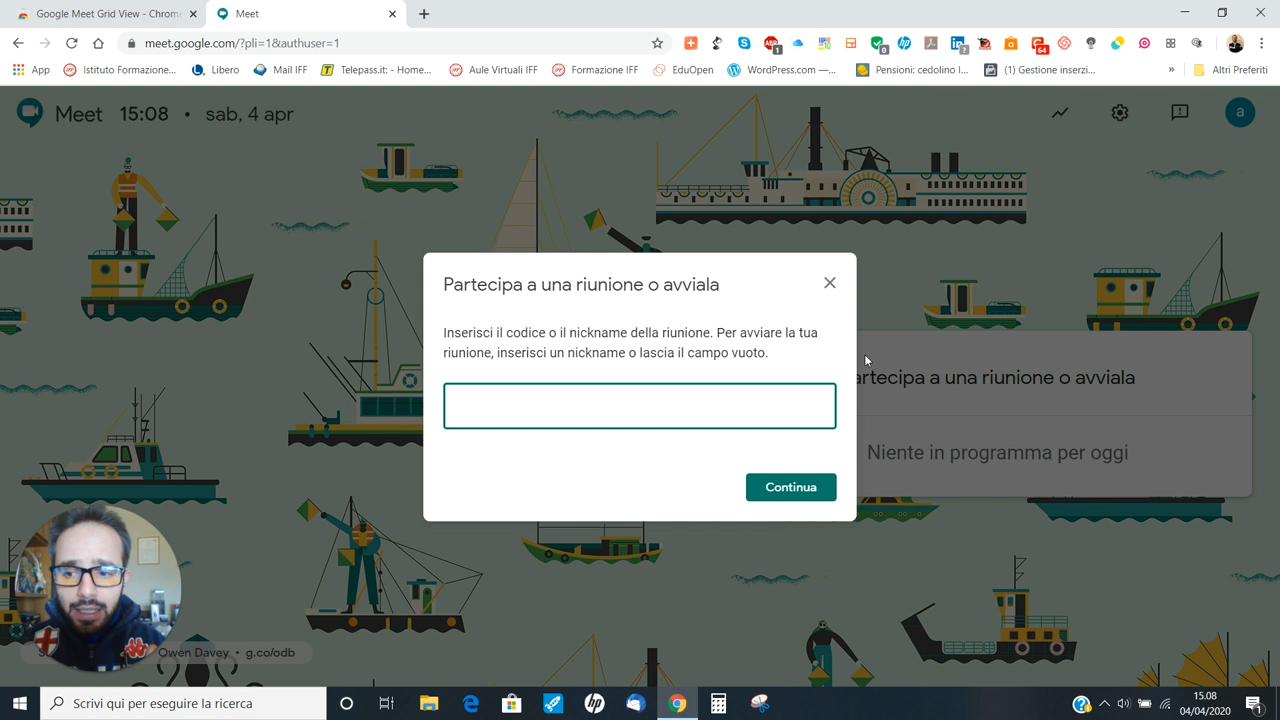 Google Meet Grid View - Chrom
Meet
meet.google.com/?pli=1&authuser=1
App
Istituto Formazione...
Libero
Mail IFF
Telepass.it: - Home...
Aule Virtuali IFF
Formazione IFF
EduOpen
WordPress.com —...
Pensioni: cedolino I...
(1) Gestione inserzi...
»
Altri Preferiti
Meet 15:08 • sab, 4 apr
a
Partecipa a una riunione o avviala
Inserisci il codice o il nickname della riunione. Per avviare la tua
riunione, inserisci un nickname o lascia il campo vuoto.
Continua
artecipa a una riunione o avviala
Niente in programma per oggi
Owen Davey • g.co/odb
Scrivi qui per eseguire la ricerca
15.08
04/04/2020